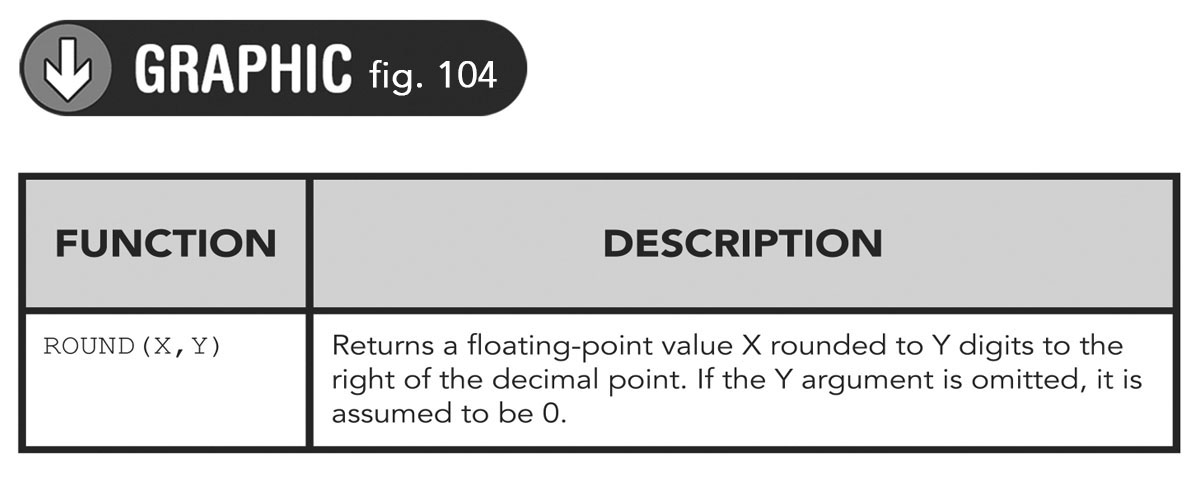 GRAPHIC fig. 104
FUNCTION
DESCRIPTION
ROUND(X,Y)
Returns a floating-point value X rounded to Y digits to the
right of the decimal point. If the Y argument is omitted, it is
assumed to be 0.